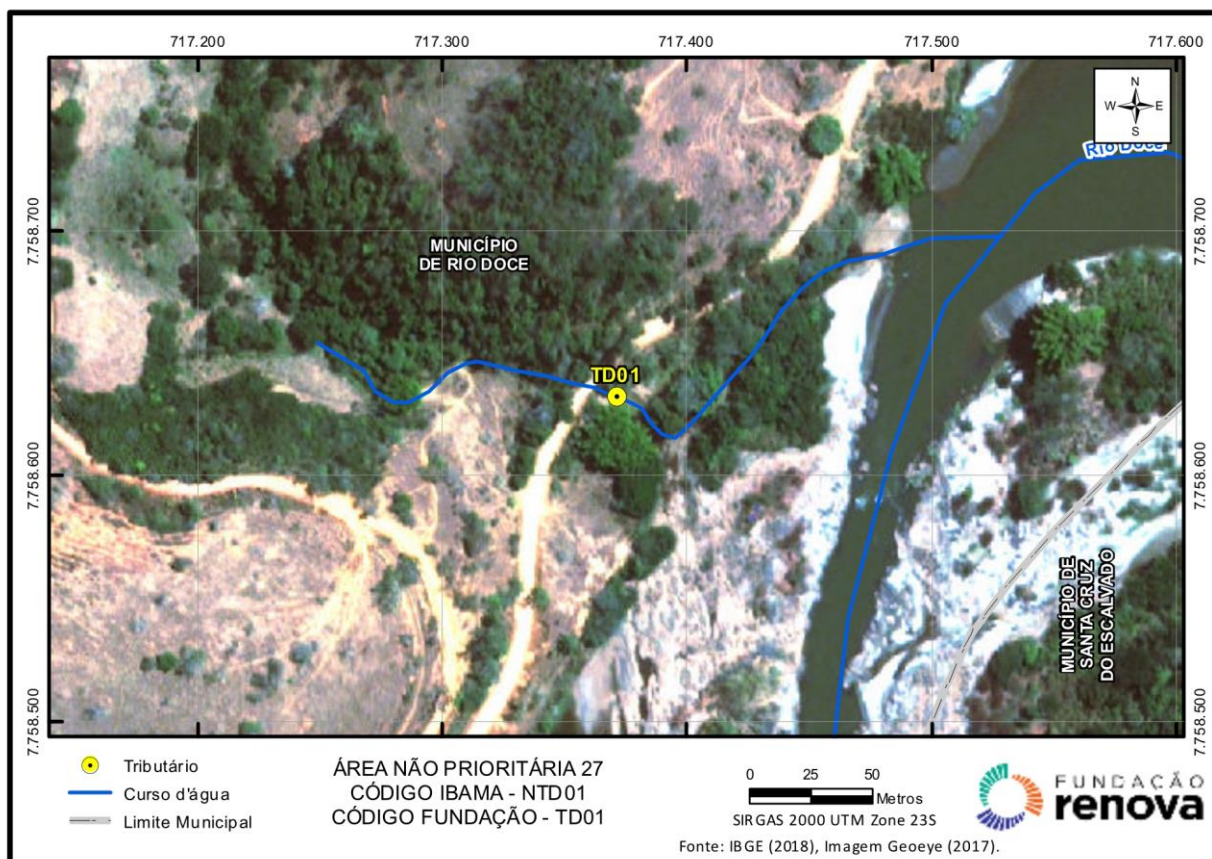 717.200 717.300 717.400 717.500 717.600
N
W E
S
RIO DOCE
7.758.700 7.758.700
MUNICÍPIO
DE RIO DOCE
TD01
7.758.600 7.758.600
MUNICÍPIO DE
SANTA CRUZ
DO ESCALVADO
7.758.500 7.758.500
Tributário
Curso d'água
Limite Municipal
ÁREA NÃO PRIORITÁRIA 27
CÓDIGO IBAMA - NTD01
CÓDIGO FUNDAÇÃO - TD01
0 25 50
Metros
SIRGAS 2000 UTM Zone 23S
Fonte: IBGE (2018), Imagem Geoeye (2017).
FUNDAÇÃO
renova